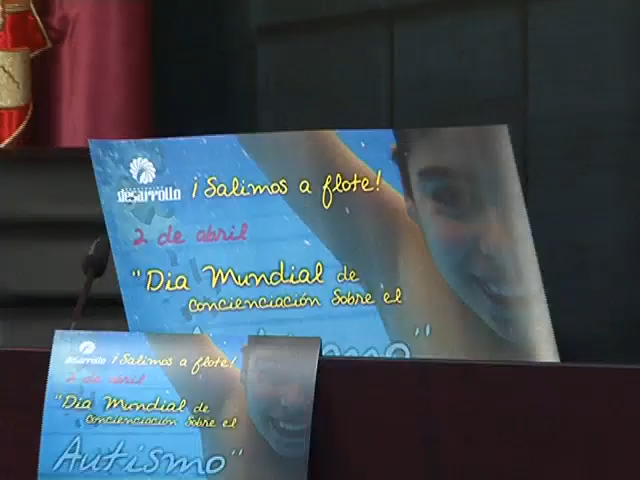 desarrollo
¡Salimos a flote!
2 de abril
"Dia Mundial de
concienciación sobre el
Autismo"
desarrollo
¡Salimos a flote!
2 de abril
"Dia Mundial de
concienciación sobre el
Autismo"